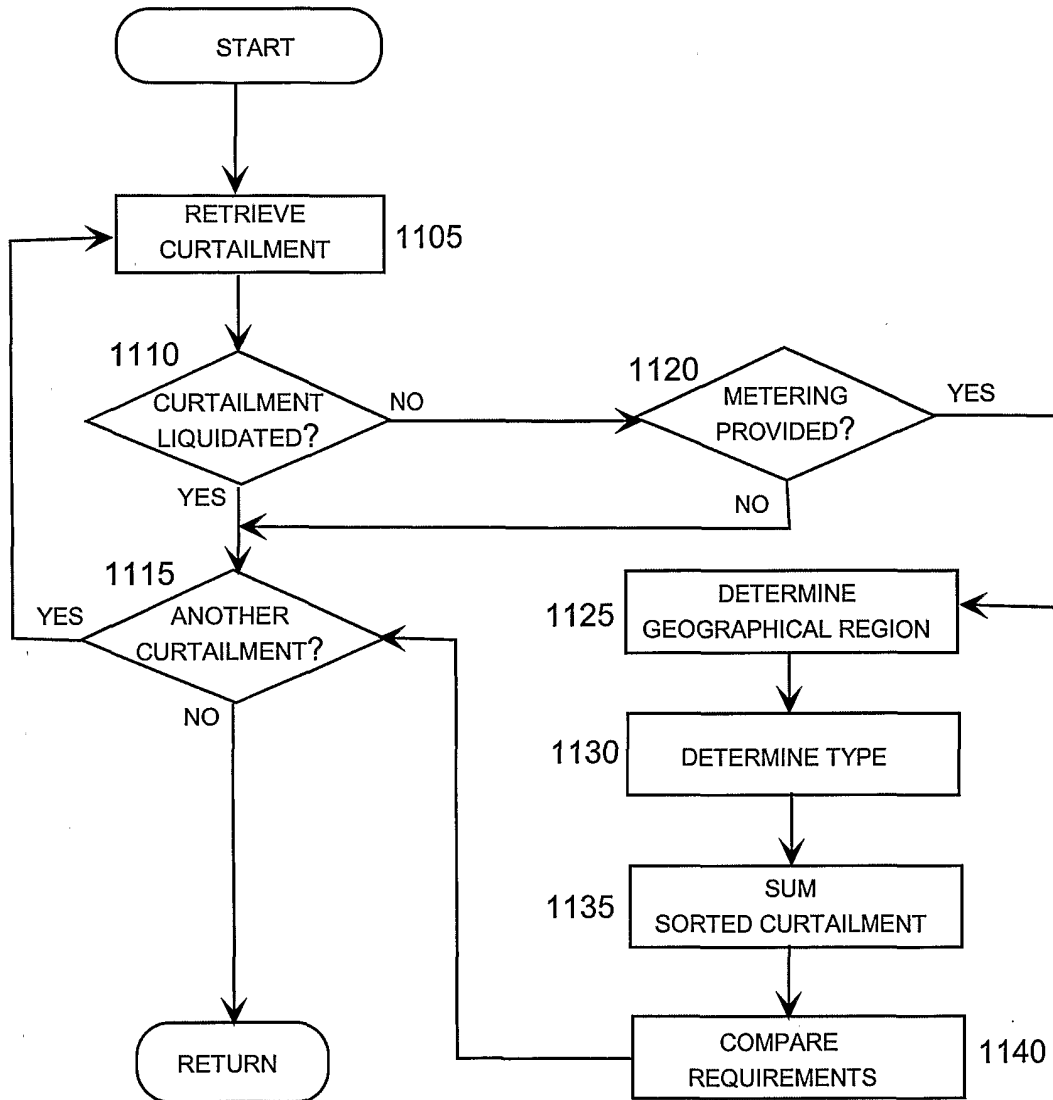 START
RETRIEVE
CURTAILMENT
1105
1110
CURTAILMENT
LIQUIDATED?
NO
YES
1120
METERING
PROVIDED?
YES
NO
1115
ANOTHER
CURTAILMENT?
YES
NO
1125
DETERMINE
GEOGRAPHICAL REGION
1130
DETERMINE TYPE
1135
SUM
SORTED CURTAILMENT
COMPARE
REQUIREMENTS
1140
RETURN